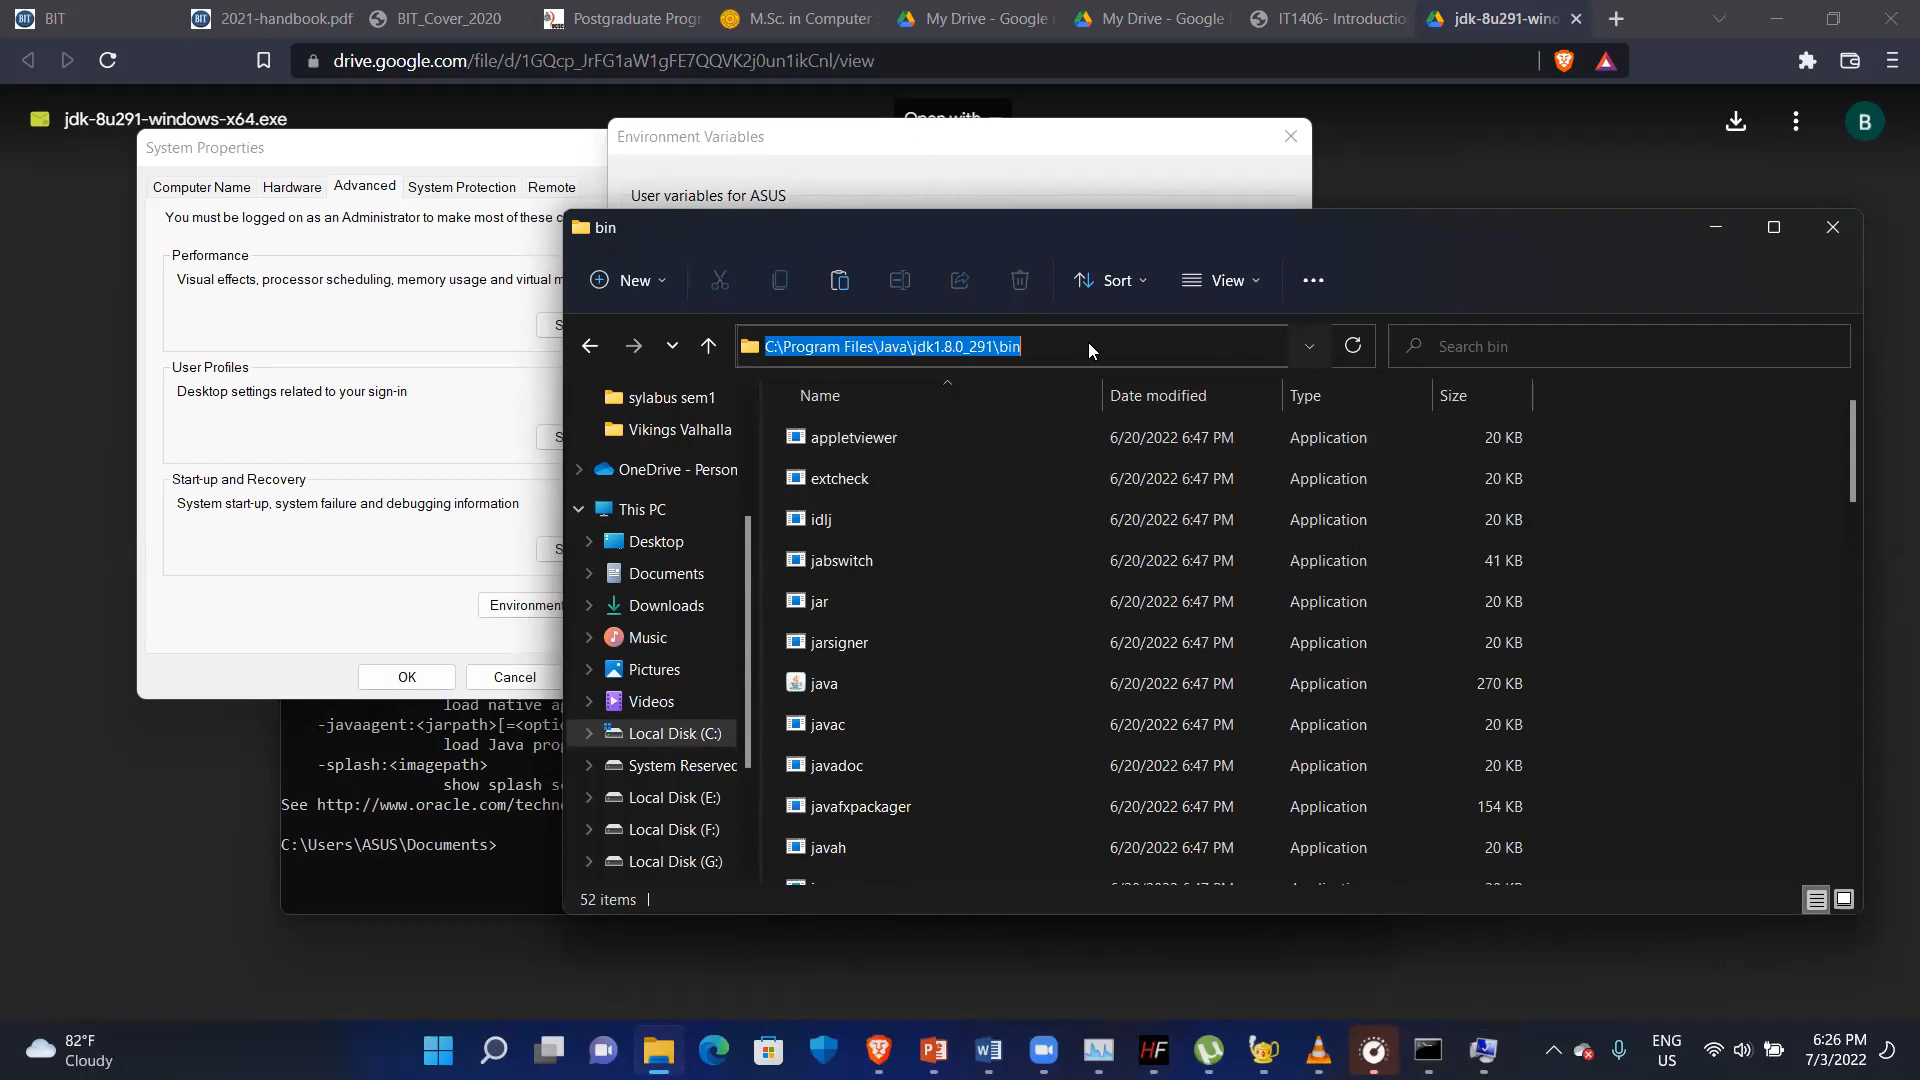 BIT
2021-handbook.pdf
BIT_Cover_2020
Postgraduate Prog
M.Sc. in Computer
My Drive - Google
My Drive - Google
IT1406- Introductio
jdk-8u291-wind
drive.google.com/file/d/1GQcp_JrFG1aW1gFE7QQVK2j0un1ikCnl/view
jdk-8u291-windows-x64.exe
Open with
B
System Properties
Computer Name
Hardware
Advanced
System Protection
Remote
You must be logged on as an Administrator to make most of these c
Performance
Visual effects, processor scheduling, memory usage and virtual m
S
User Profiles
Desktop settings related to your sign-in
S
Start-up and Recovery
System start-up, system failure and debugging information
S
Environment
OK
Cancel
Environment Variables
User variables for ASUS
bin
New
Sort
View
C:\Program Files\Java\jdk1.8.0_291\bin
Search bin
sylabus sem1
Vikings Valhalla
OneDrive - Person
This PC
Desktop
Documents
Downloads
Music
Pictures
Videos
Local Disk (C:)
System Reserved
Local Disk (E:)
Local Disk (F:)
Local Disk (G:)
Name Date modified Type Size
appletviewer 6/20/2022 6:47 PM Application 20 KB
extcheck 6/20/2022 6:47 PM Application 20 KB
idlj 6/20/2022 6:47 PM Application 20 KB
jabswitch 6/20/2022 6:47 PM Application 41 KB
jar 6/20/2022 6:47 PM Application 20 KB
jarsigner 6/20/2022 6:47 PM Application 20 KB
java 6/20/2022 6:47 PM Application 270 KB
javac 6/20/2022 6:47 PM Application 20 KB
javadoc 6/20/2022 6:47 PM Application 20 KB
javafxpackager 6/20/2022 6:47 PM Application 154 KB
javah 6/20/2022 6:47 PM Application 20 KB
52 items
load native ag
-javaagent:<jarpath>[=<optio
load Java prog
-splash:<imagepath>
show splash sc
See http://www.oracle.com/techno
C:\Users\ASUS\Documents>
82°F
Cloudy
HF
ENG
US
6:26 PM
7/3/2022